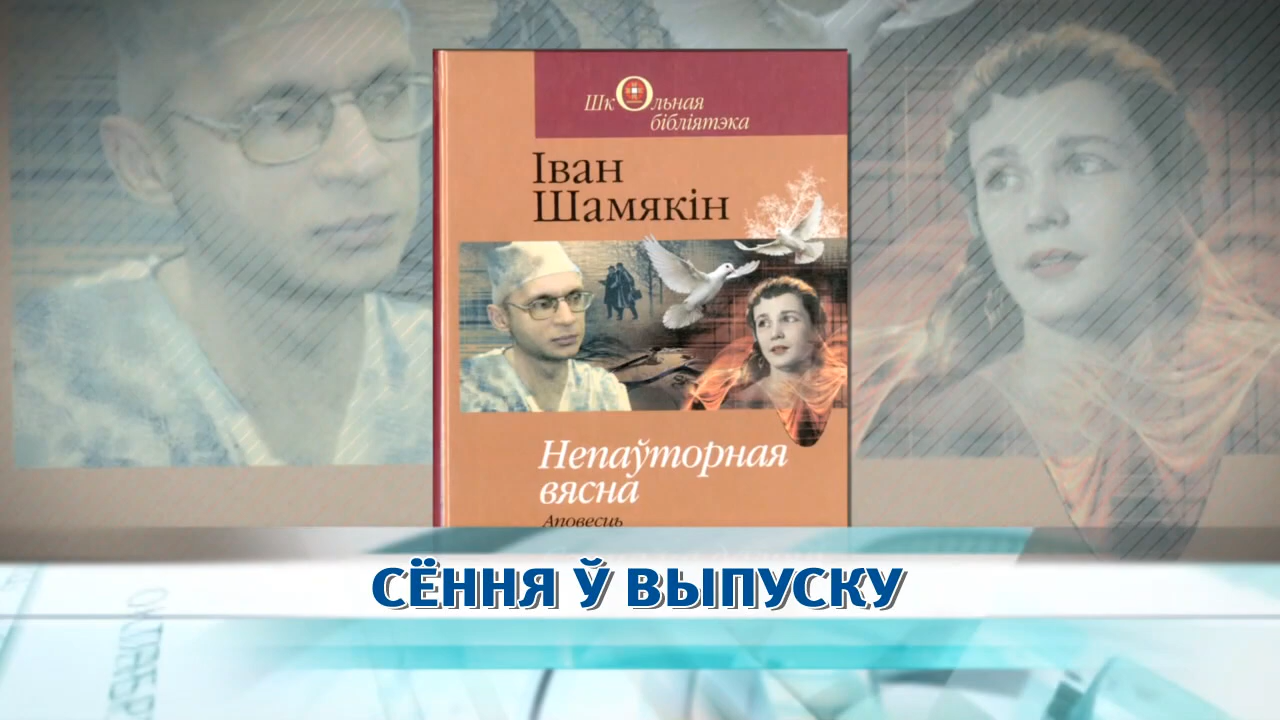 Школьная
бібліятэка
Іван
Шамякін
Непаўторная
вясна
Аповесць
СЁННЯ Ў ВЫПУСКУ